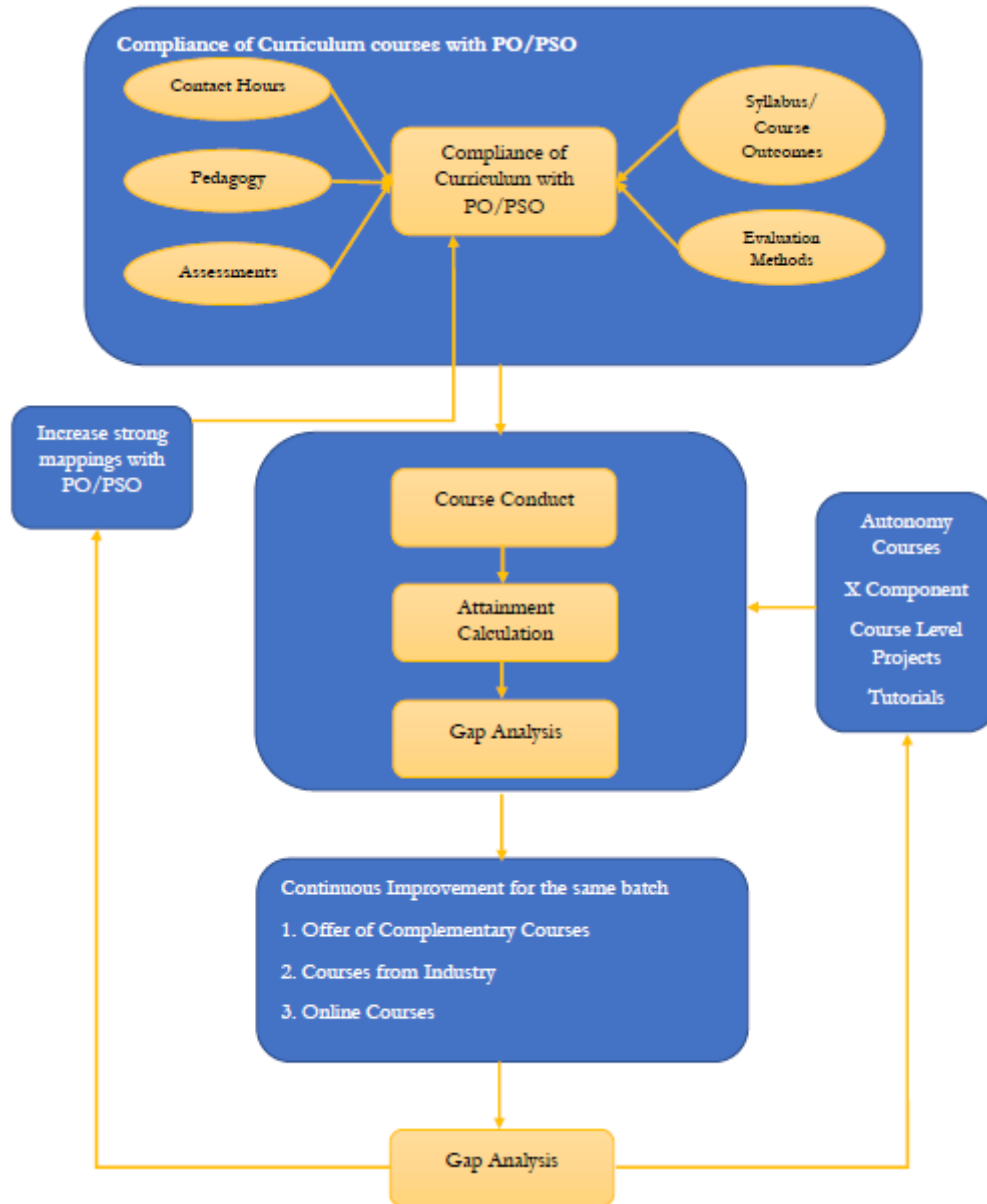 Compliance of Curriculum courses with PO/PSO
Contact Hours
Pedagogy
Assessments
Compliance of
Curriculum with
PO/PSO
Syllabus/
Course
Outcomes
Evaluation
Methods
Increase strong
mappings with
PO/PSO
Course Conduct
Attainment
Calculation
Gap Analysis
Autonomy
Courses
X Component
Course Level
Projects
Tutorials
Continuous Improvement for the same batch
1. Offer of Complementary Courses
2. Courses from Industry
3. Online Courses
Gap Analysis